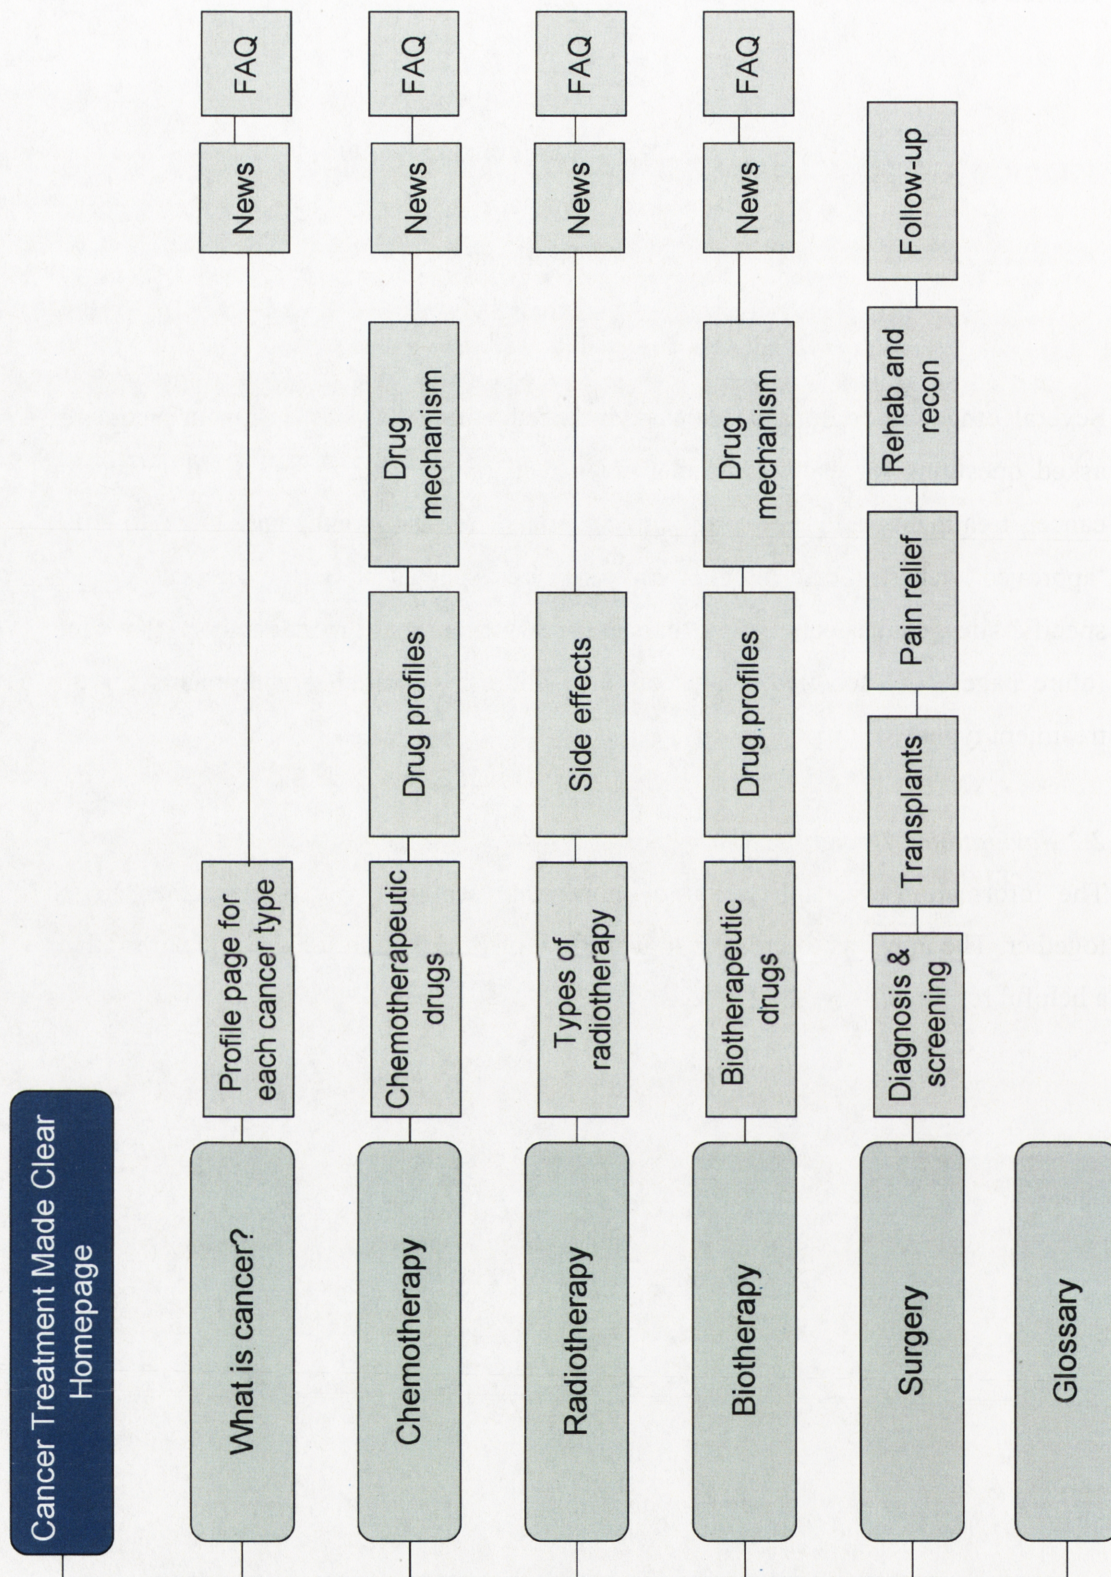 Cancer Treatment Made Clear
Homepage
What is cancer?
Profile page for
each cancer type
News
FAQ
Chemotherapy
Chemotherapeutic
drugs
Drug profiles
Drug
mechanism
News
FAQ
Radiotherapy
Types of
radiotherapy
Side effects
News
FAQ
Biotherapy
Biotherapeutic
drugs
Drug profiles
Drug
mechanism
News
FAQ
Surgery
Diagnosis &
screening
Transplants
Pain relief
Rehab and
recon
Follow-up
Glossary